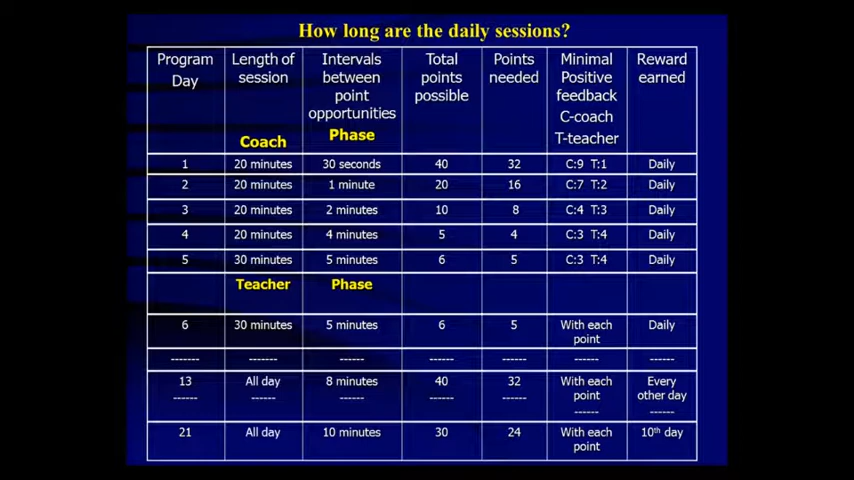 How long are the daily sessions?
Program Day Length of session Coach Intervals between point opportunities Phase Total points possible Points needed Minimal Positive feedback C-coach T-teacher Reward earned
1 20 minutes 30 seconds 40 32 C:9 T:1 Daily
2 20 minutes 1 minute 20 16 C:7 T:2 Daily
3 20 minutes 2 minutes 10 8 C:4 T:3 Daily
4 20 minutes 4 minutes 5 4 C:3 T:4 Daily
5 30 minutes 5 minutes 6 5 C:3 T:4 Daily
Teacher Phase
6 30 minutes 5 minutes 6 5 With each point Daily
------- ------- ------ ------ ------ ------ ------
13 All day 8 minutes 40 32 With each point Every other day
------ ------ ------ ------ ------ ------ ------
21 All day 10 minutes 30 24 With each point 10th day